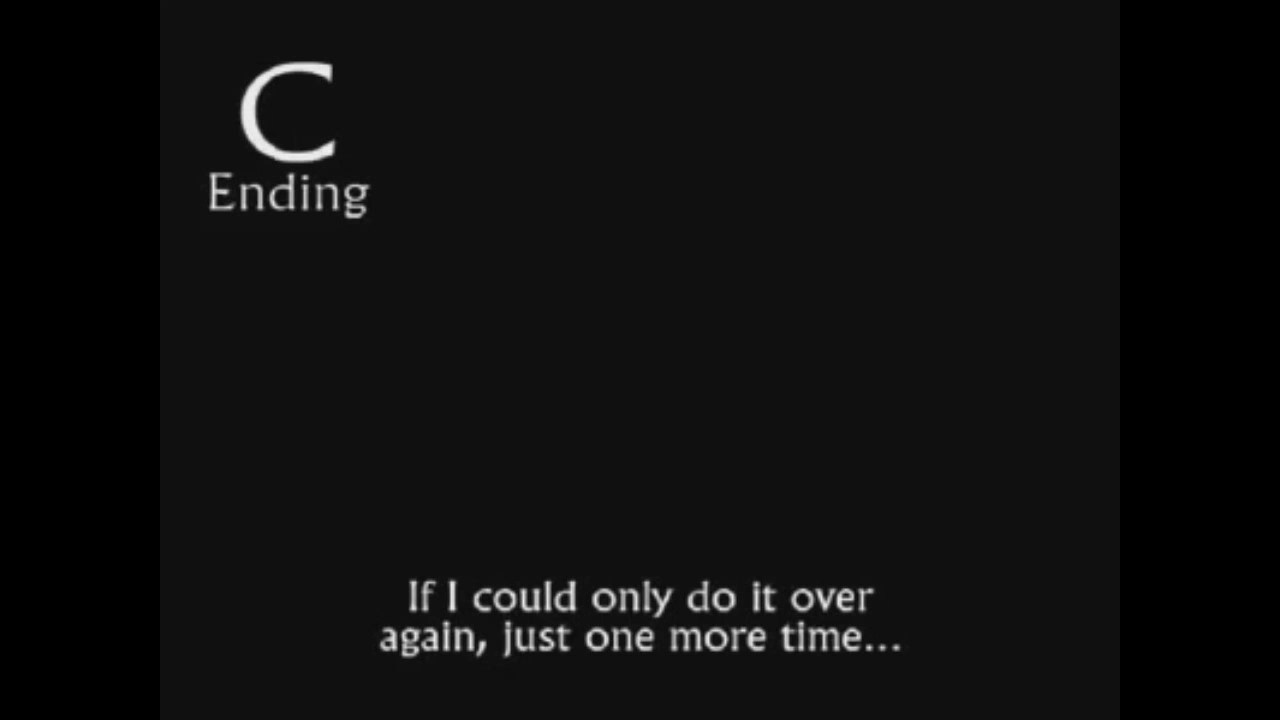 C
Ending
If I could only do it over
again, just one more time...